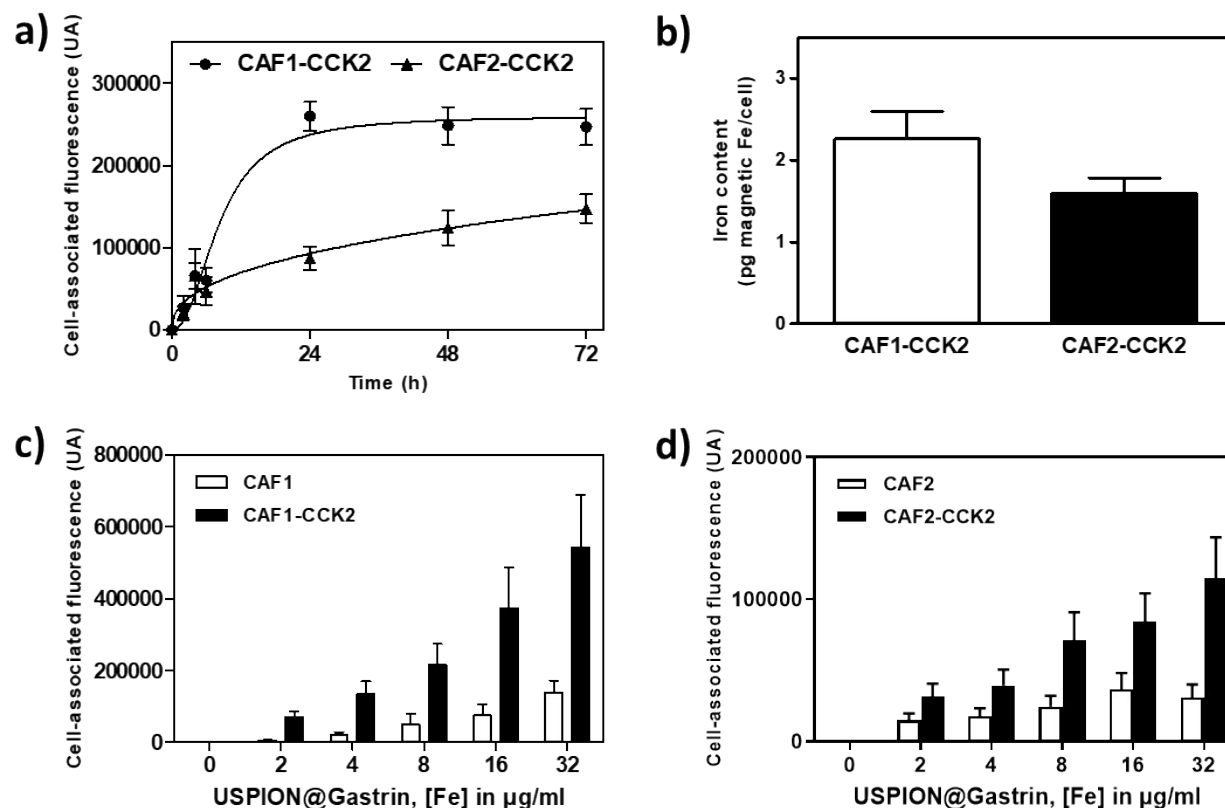 a)
Cell-associated fluorescence (UA)
CAF1-CCK2 CAF2-CCK2
300000
200000
100000
0
0 24 48 72
Time (h)
b)
Iron content
(pg magnetic Fe/cell)
3
2
1
0
CAF1-CCK2 CAF2-CCK2
c)
Cell-associated fluorescence (UA)
800000
600000
400000
200000
0
CAF1
CAF1-CCK2
0 2 4 8 16 32
USPION@Gastrin, [Fe] in µg/ml
d)
Cell-associated fluorescence (UA)
200000
100000
0
CAF2
CAF2-CCK2
0 2 4 8 16 32
USPION@Gastrin, [Fe] in µg/ml